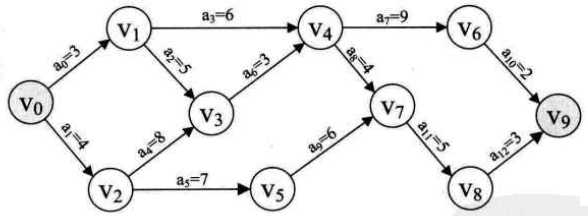 a₃=6
a₇=9
V₁
V₄
V₆
a₀=3
a₂=5
a₆=3
a₈=4
a₁₀=2
V₀
V₃
V₇
V₉
a₁=4
a₄=8
a₉=6
a₁₁=5
a₁₂=3
V₂
a₅=7
V₅
V₈